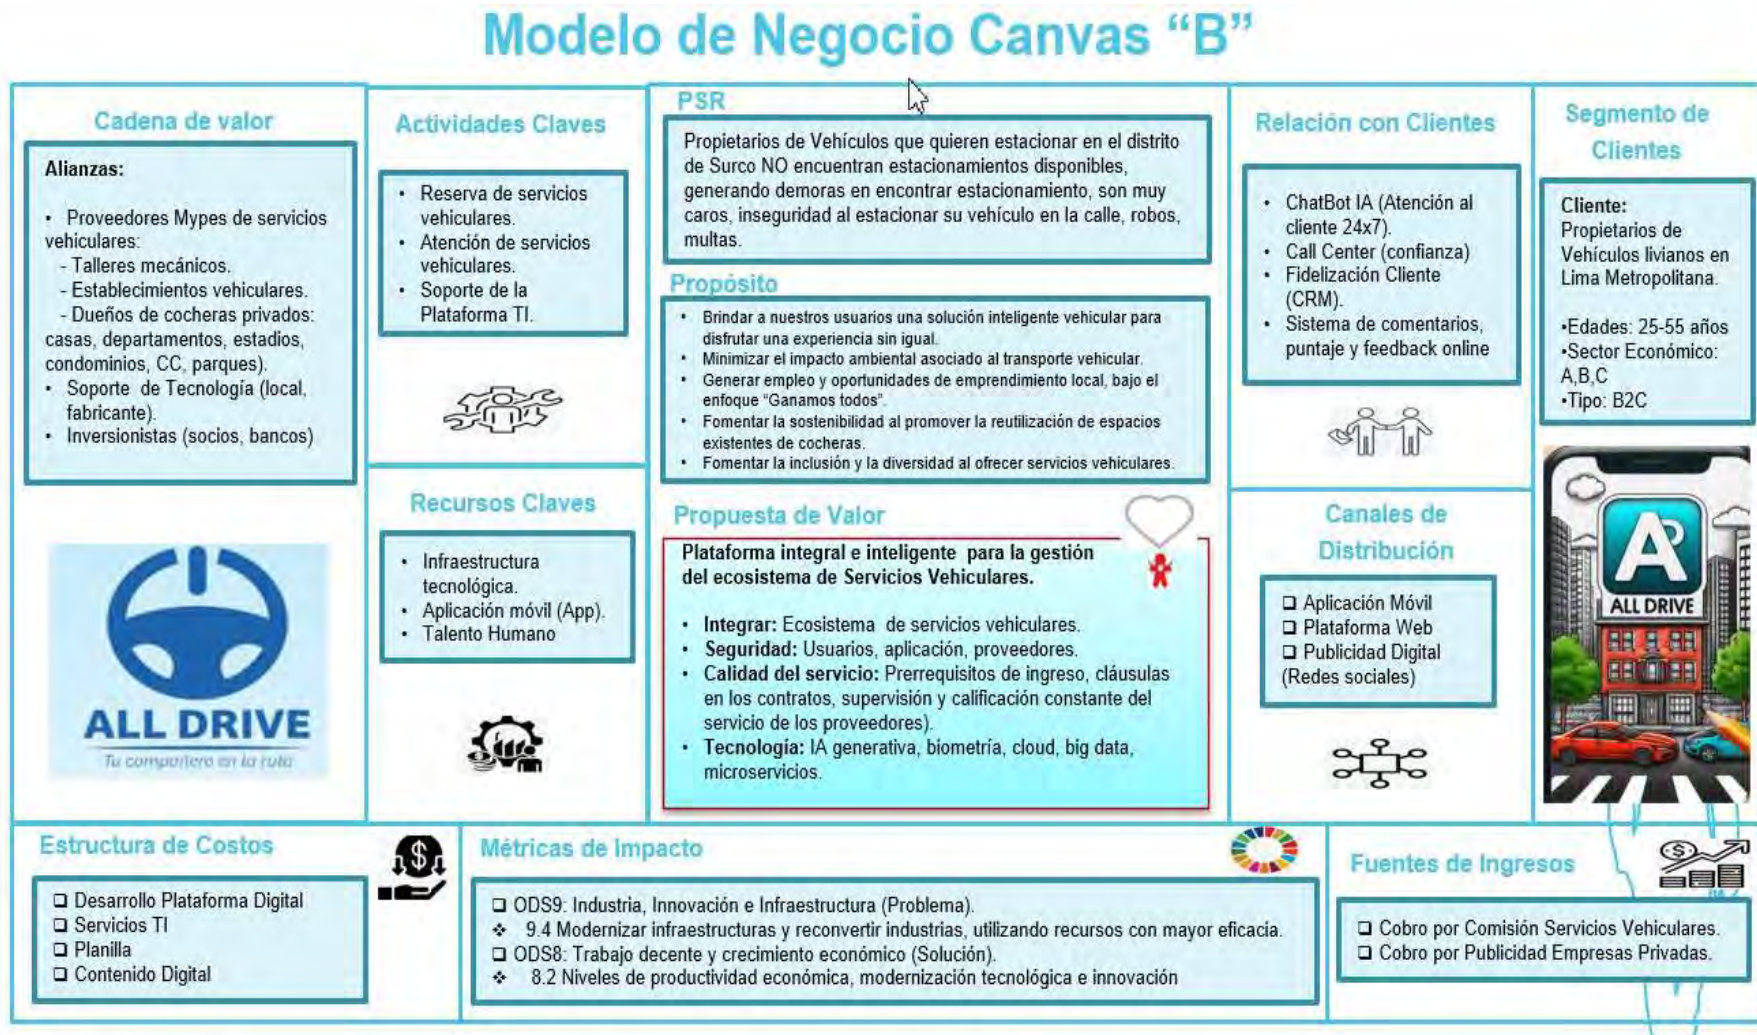 Modelo de Negocio Canvas “B”
Cadena de valor
Alianzas:
• Proveedores Mypes de servicios
vehiculares:
- Talleres mecánicos.
- Establecimientos vehiculares.
- Dueños de cocheras privados:
casas, departamentos, estadios,
condominios, CC, parques).
• Soporte de Tecnología (local,
fabricante).
• Inversionistas (socios, bancos)
ALL DRIVE
Tu compañero en la ruta
Actividades Claves
• Reserva de servicios
vehiculares.
• Atención de servicios
vehiculares.
• Soporte de la
Plataforma TI.
Recursos Claves
• Infraestructura
tecnológica.
• Aplicación móvil (App).
• Talento Humano
PSR
Propietarios de Vehículos que quieren estacionar en el distrito
de Surco NO encuentran estacionamientos disponibles,
generando demoras en encontrar estacionamiento, son muy
caros, inseguridad al estacionar su vehículo en la calle, robos,
multas.
Propósito
• Brindar a nuestros usuarios una solución inteligente vehicular para
disfrutar una experiencia sin igual.
• Minimizar el impacto ambiental asociado al transporte vehicular.
• Generar empleo y oportunidades de emprendimiento local, bajo el
enfoque “Ganamos todos”.
• Fomentar la sostenibilidad al promover la reutilización de espacios
existentes de cocheras.
• Fomentar la inclusión y la diversidad al ofrecer servicios vehiculares.
Propuesta de Valor
Plataforma integral e inteligente para la gestión
del ecosistema de Servicios Vehiculares.
• Integrar: Ecosistema de servicios vehiculares.
• Seguridad: Usuarios, aplicación, proveedores.
• Calidad del servicio: Prerrequisitos de ingreso, cláusulas
en los contratos, supervisión y calificación constante del
servicio de los proveedores).
• Tecnología: IA generativa, biometría, cloud, big data,
microservicios.
Relación con Clientes
• ChatBot IA (Atención al
cliente 24x7).
• Call Center (confianza)
• Fidelización Cliente
(CRM).
• Sistema de comentarios,
puntaje y feedback online
Canales de
Distribución
❑ Aplicación Móvil
❑ Plataforma Web
❑ Publicidad Digital
(Redes sociales)
Segmento de
Clientes
Cliente:
Propietarios de
Vehículos livianos en
Lima Metropolitana.
•Edades: 25-55 años
•Sector Económico:
A,B,C
•Tipo: B2C
ALL DRIVE
Estructura de Costos
❑ Desarrollo Plataforma Digital
❑ Servicios TI
❑ Planilla
❑ Contenido Digital
Métricas de Impacto
❑ ODS9: Industria, Innovación e Infraestructura (Problema).
❖ 9.4 Modernizar infraestructuras y reconvertir industrias, utilizando recursos con mayor eficacia.
❑ ODS8: Trabajo decente y crecimiento económico (Solución).
❖ 8.2 Niveles de productividad económica, modernización tecnológica e innovación
Fuentes de Ingresos
❑ Cobro por Comisión Servicios Vehiculares.
❑ Cobro por Publicidad Empresas Privadas.